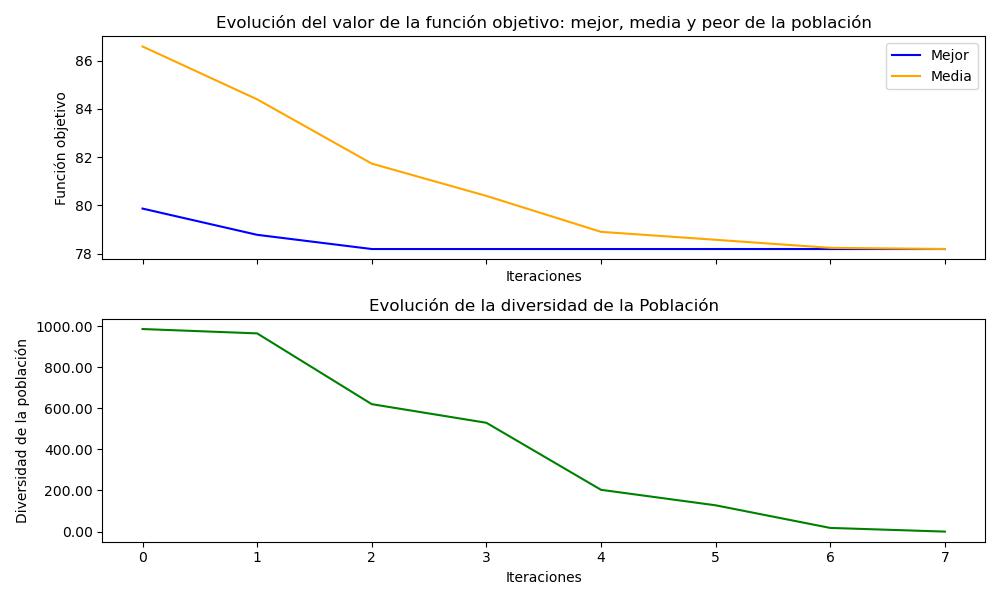 Evolución del valor de la función objetivo: mejor, media y peor de la población
Función objetivo
86
84
82
80
78
Mejor
Media
Iteraciones
Evolución de la diversidad de la Población
Diversidad de la población
1000.00
800.00
600.00
400.00
200.00
0.00
0 1 2 3 4 5 6 7
Iteraciones